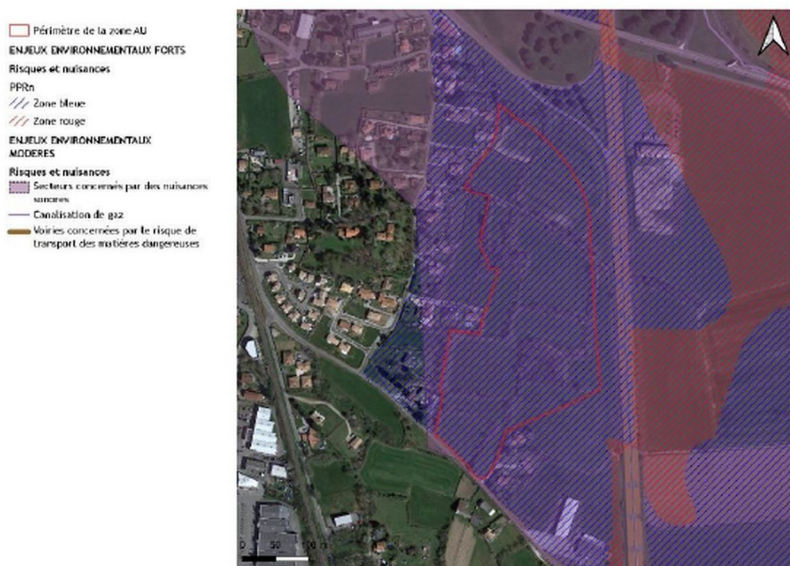 Périmètre de la zone AU
ENJEUX ENVIRONNEMENTAUX FORTS
Risques et nuisances
PPRn
Zone bleue
Zone rouge
ENJEUX ENVIRONNEMENTAUX
MODERES
Risques et nuisances
Secteurs concernés par des nuisances
sonores
Canalisation de gaz
Voiries concernées par le risque de
transport des matières dangereuses
0 50 100 m